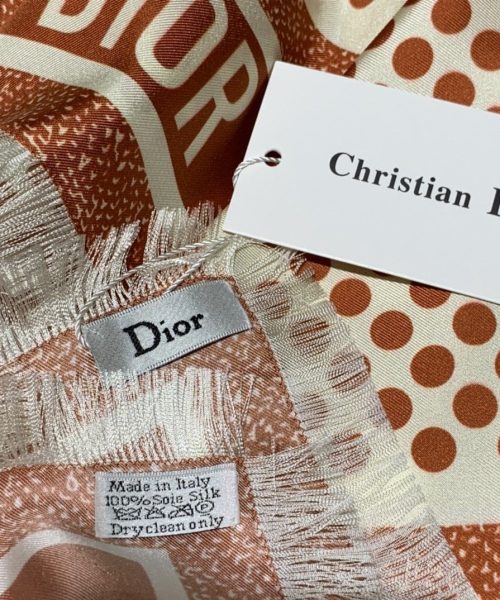 DIOR
Christian
Dior
Made in Italy
100% Soie Silk
Dryclean only